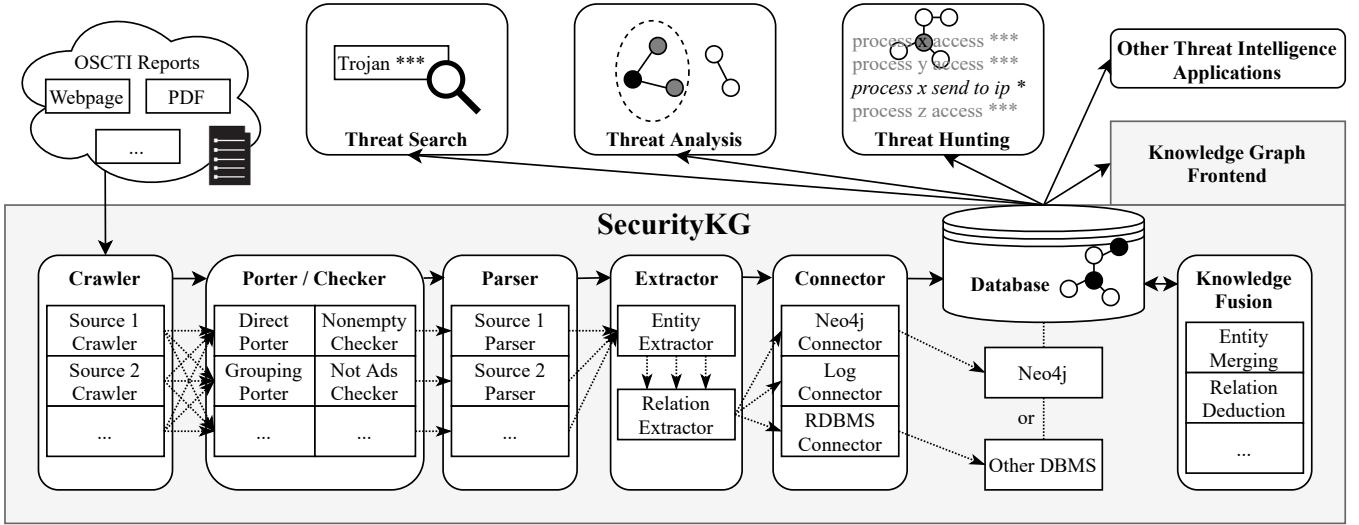 OSCTI Reports
Webpage
PDF
...
Trojan ***
Threat Search
Threat Analysis
process x access ***
process y access ***
process x send to ip *
process z access ***
Threat Hunting
Other Threat Intelligence
Applications
Knowledge Graph
Frontend
SecurityKG
Crawler
Source 1
Crawler
Source 2
Crawler
...
Porter / Checker
Direct
Porter
Nonempty
Checker
Grouping
Porter
Not Ads
Checker
...
...
Parser
Source 1
Parser
Source 2
Parser
...
Extractor
Entity
Extractor
Relation
Extractor
Connector
Neo4j
Connector
Log
Connector
RDBMS
Connector
Database
Neo4j
or
Other DBMS
Knowledge
Fusion
Entity
Merging
Relation
Deduction
...